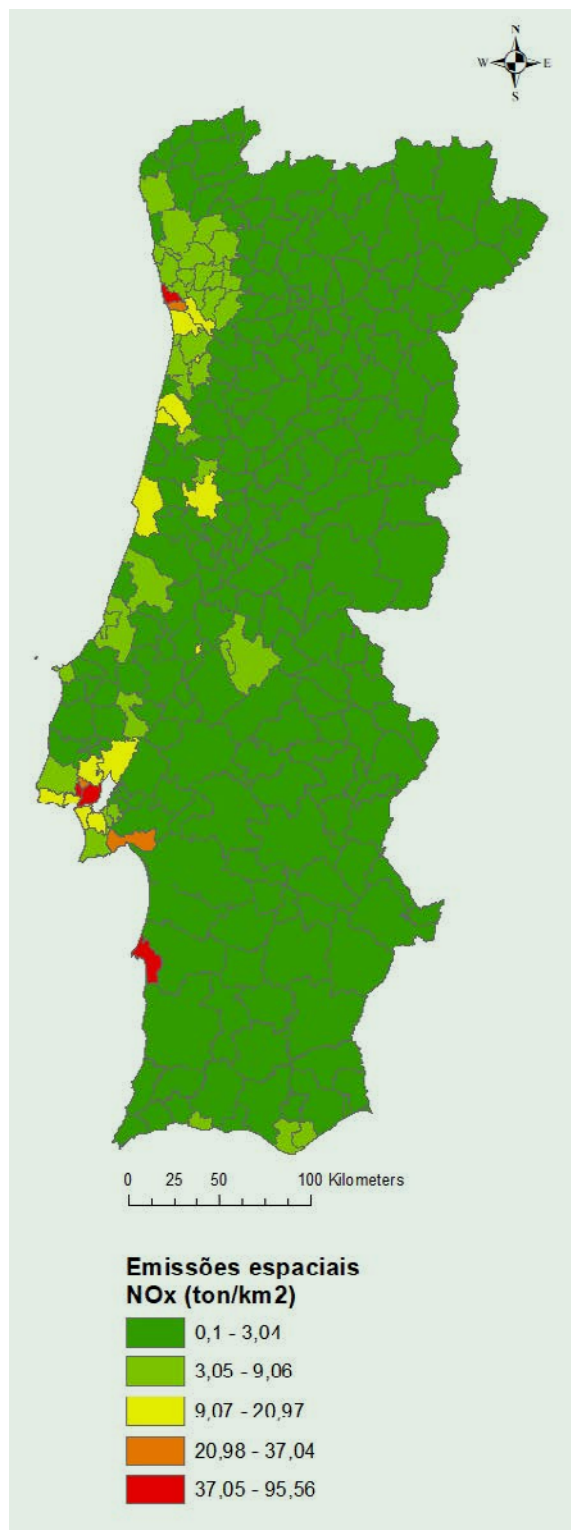 N
W E
S
0 25 50 100 Kilometers
Emissões espaciais
NOx (ton/km2)
0,1 - 3,04
3,05 - 9,06
9,07 - 20,97
20,98 - 37,04
37,05 - 95,56